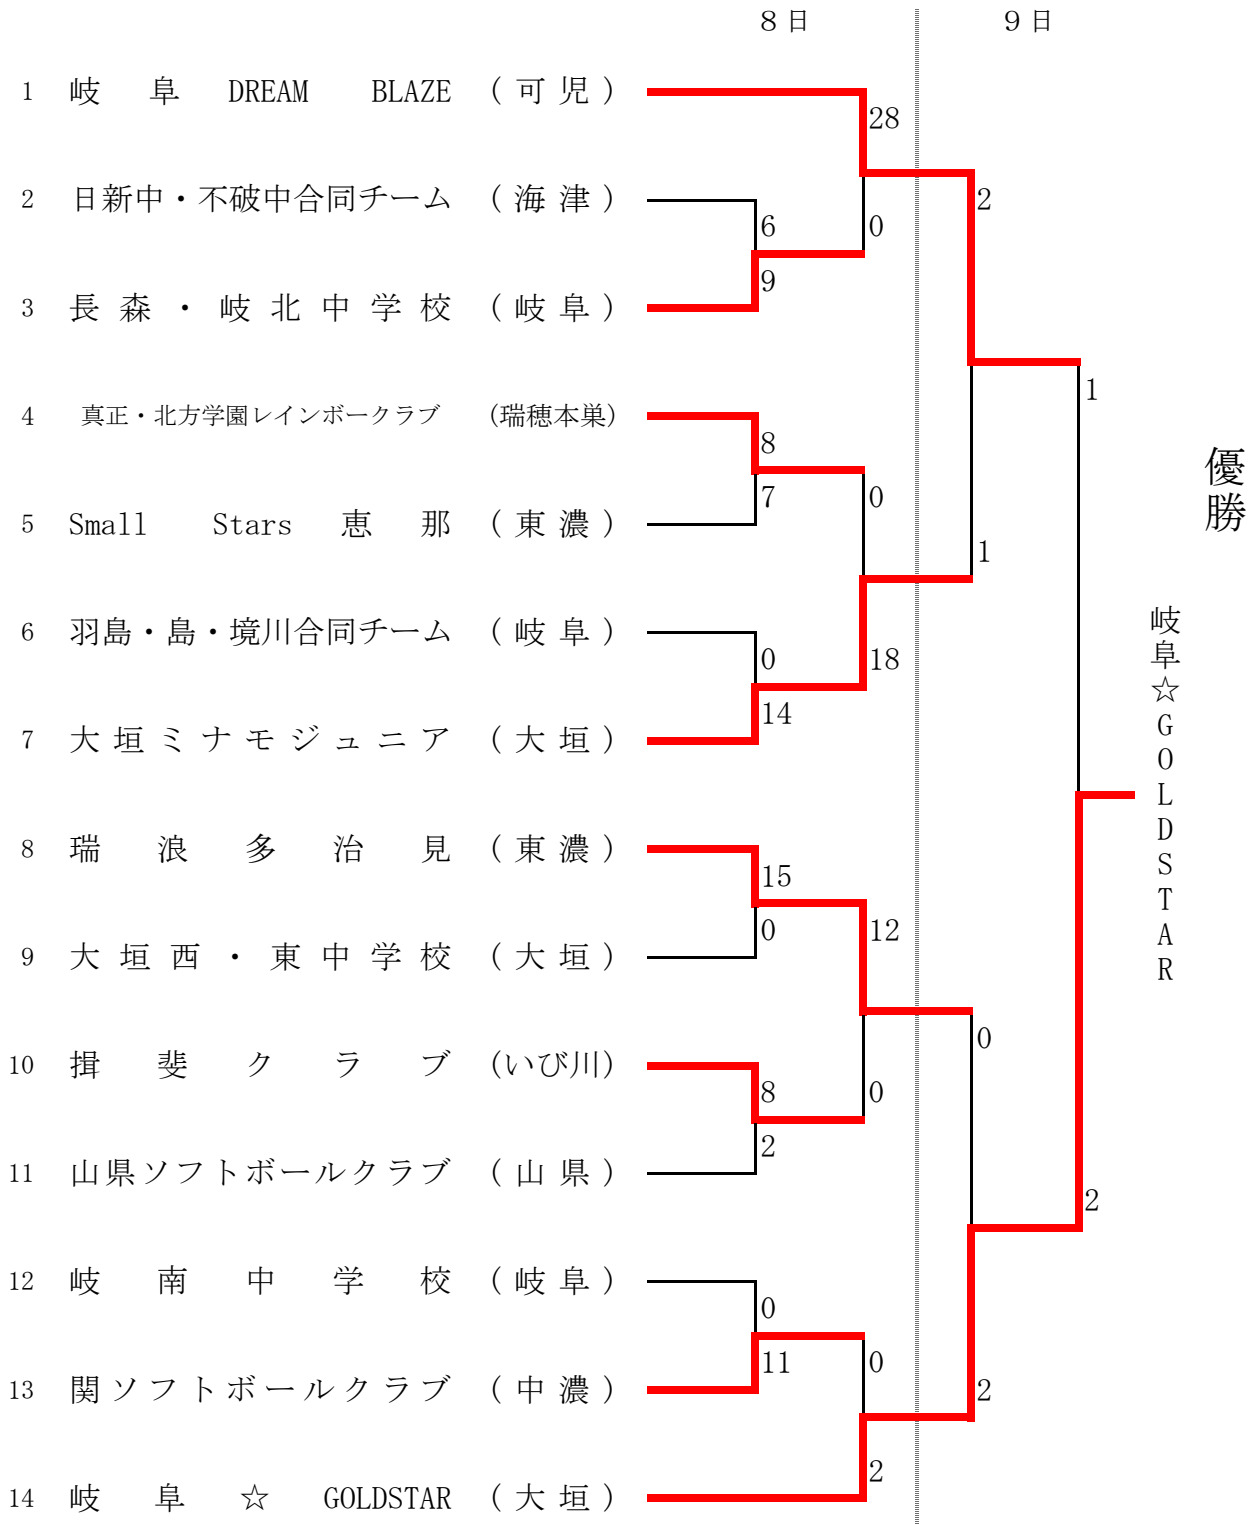 8日 9日
1 岐阜 DREAM BLAZE (可児)
28
2 日新中・不破中合同チーム (海津)
2
6
0
9
3 長森・岐北中学校 (岐阜)
1
4 真正・北方学園レインボークラブ (瑞穂本巣)
8
7
0
5 Small Stars 恵那 (東濃)
1
優勝
6 羽島・島・境川合同チーム (岐阜)
0
18
14
7 大垣ミナモジュニア (大垣)
岐阜☆GOLDSTAR
8 瑞浪多治見 (東濃)
15
0
12
9 大垣西・東中学校 (大垣)
0
10 揖斐クラブ (いび川)
8
0
2
11 山県ソフトボールクラブ (山県)
2
12 岐南中学校 (岐阜)
0
11
0
13 関ソフトボールクラブ (中濃)
2
2
14 岐阜☆GOLDSTAR (大垣)